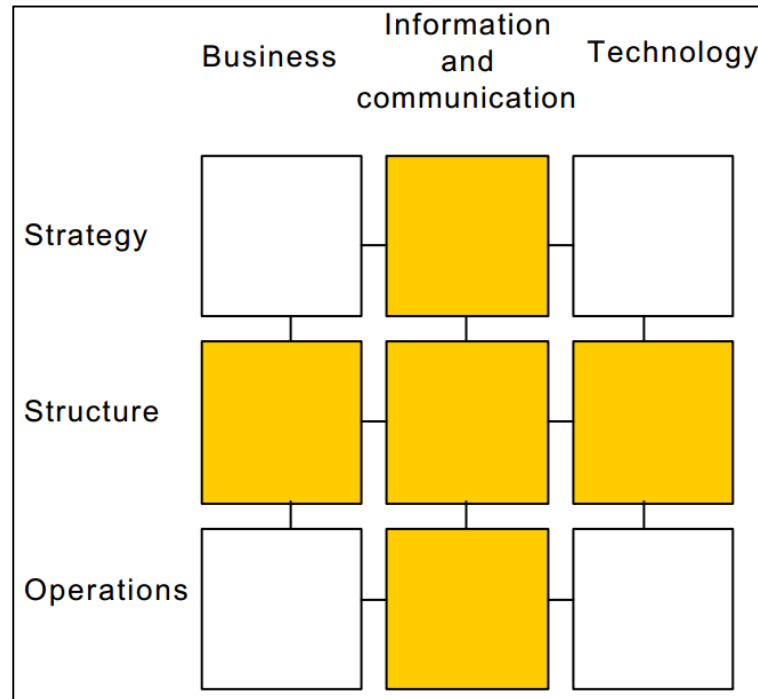 Business
Information
and
communication
Technology
Strategy
Structure
Operations